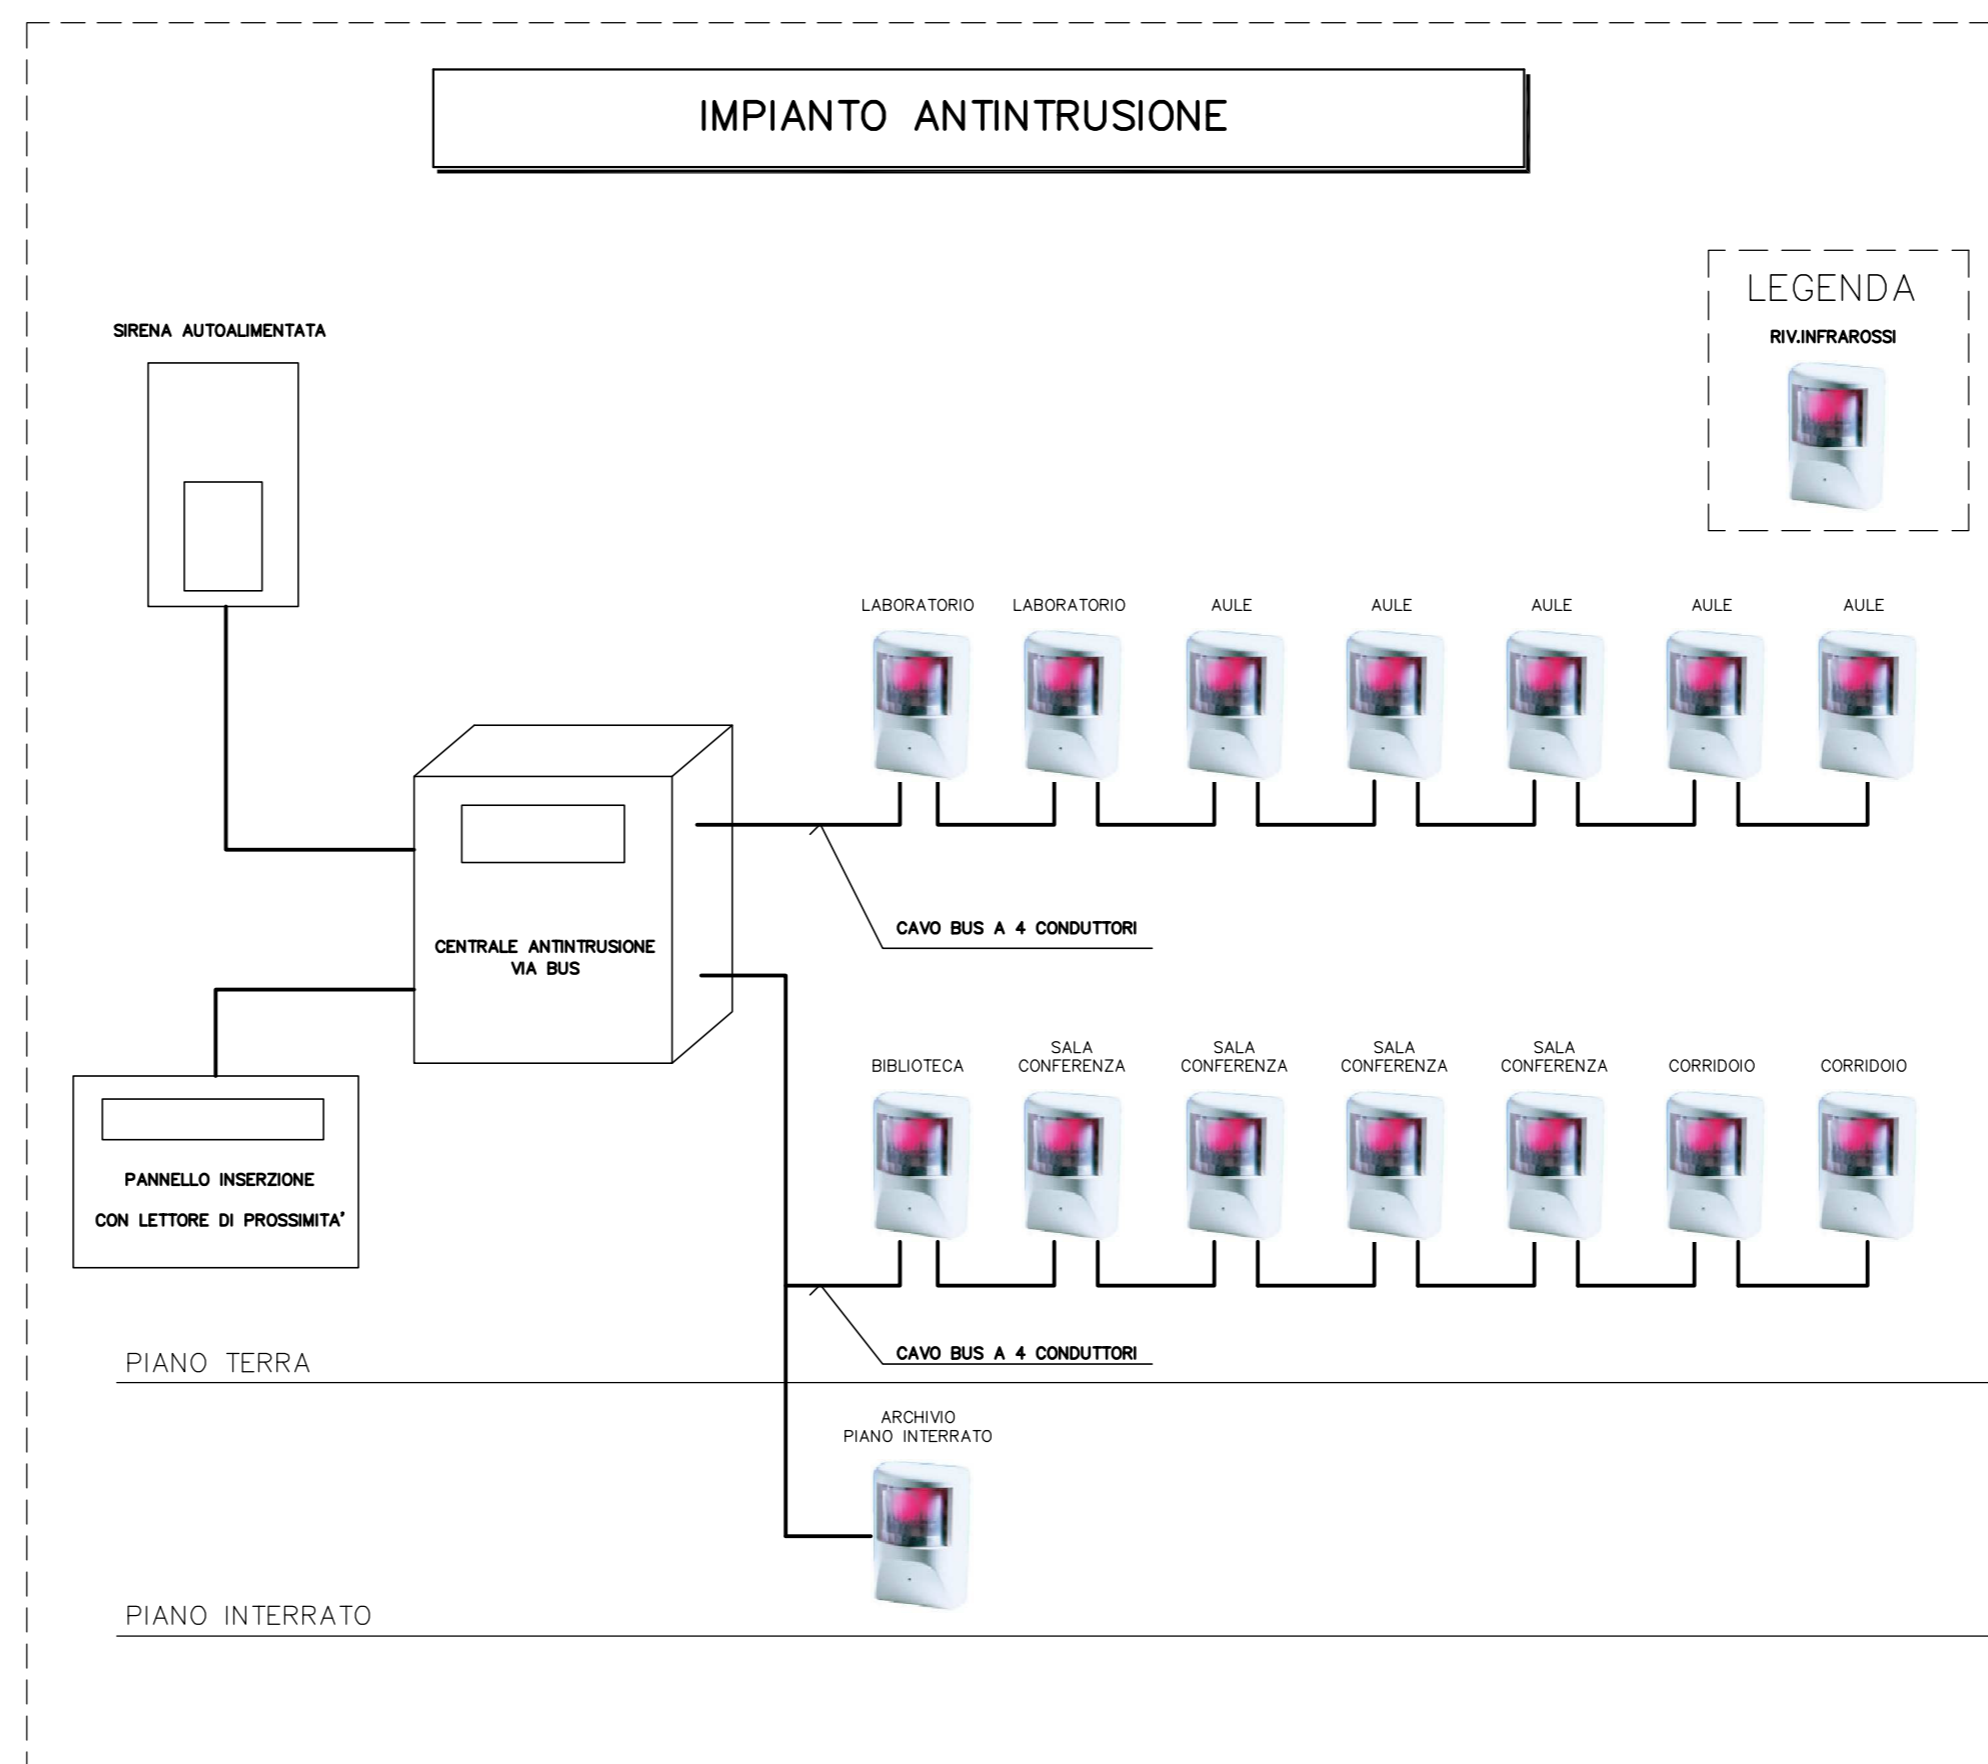 IMPIANTO ANTINTRUSIONE
LEGENDA
RIV.INFRAROSSI
SIRENA AUTOALIMENTATA
LABORATORIO
LABORATORIO
AULE
AULE
AULE
AULE
AULE
CAVO BUS A 4 CONDUTTORI
CENTRALE ANTINTRUSIONE
VIA BUS
BIBLIOTECA
SALA
CONFERENZA
SALA
CONFERENZA
SALA
CONFERENZA
SALA
CONFERENZA
CORRIDOIO
CORRIDOIO
PANNELLO INSERZIONE
CON LETTORE DI PROSSIMITA'
CAVO BUS A 4 CONDUTTORI
PIANO TERRA
ARCHIVIO
PIANO INTERRATO
PIANO INTERRATO